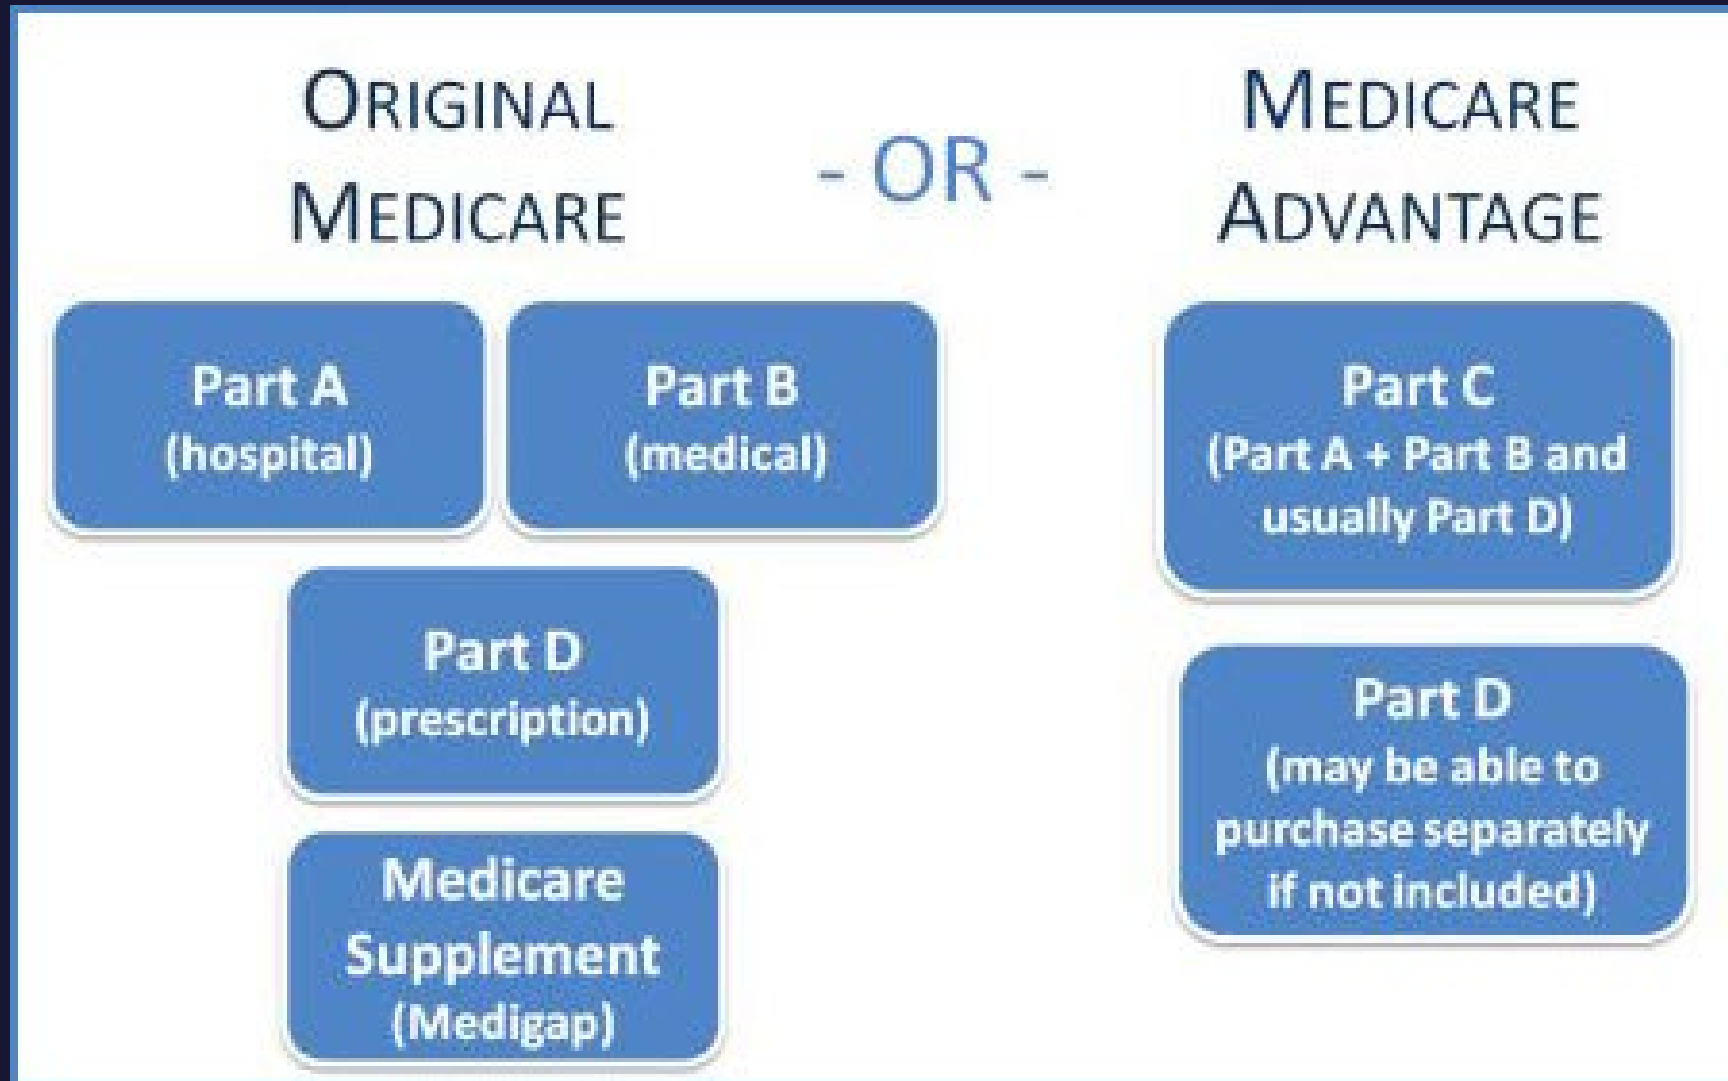 ORIGINAL
MEDICARE
- OR -
MEDICARE
ADVANTAGE
Part A
(hospital)
Part B
(medical)
Part D
(prescription)
Medicare
Supplement
(Medigap)
Part C
(Part A + Part B and
usually Part D)
Part D
(may be able to
purchase separately
if not included)